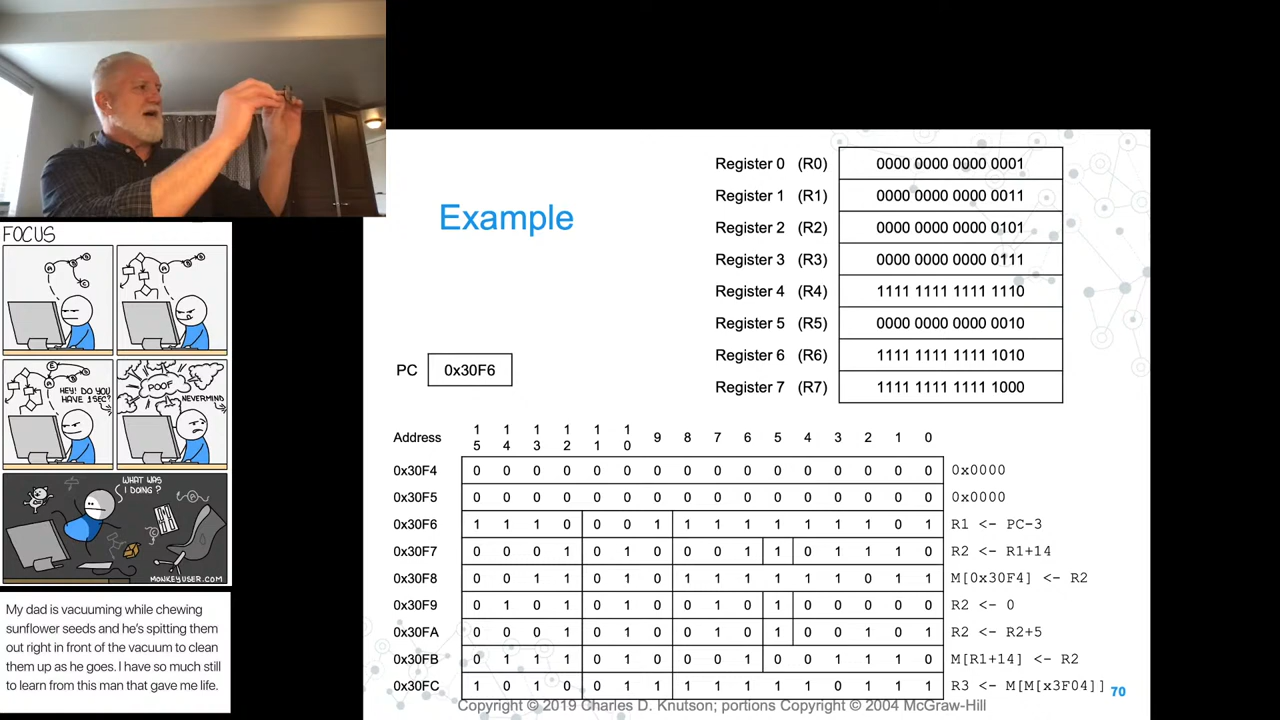 FOCUS
HEY! DO YOU
HAVE 1 SEC?
POOF
NEVERMIND
WHAT WAS
I DOING?
MONKEYUSER.COM
My dad is vacuuming while chewing
sunflower seeds and he's spitting them
out right in front of the vacuum to clean
them up as he goes. I have so much still
to learn from this man that gave me life.
Example
Register 0 (R0) 0000 0000 0000 0001
Register 1 (R1) 0000 0000 0000 0011
Register 2 (R2) 0000 0000 0000 0101
Register 3 (R3) 0000 0000 0000 0111
Register 4 (R4) 1111 1111 1111 1110
Register 5 (R5) 0000 0000 0000 0010
Register 6 (R6) 1111 1111 1111 1010
Register 7 (R7) 1111 1111 1111 1000
PC 0x30F6
Address 15 14 13 12 11 10 9 8 7 6 5 4 3 2 1 0
0x30F4 0 0 0 0 0 0 0 0 0 0 0 0 0 0 0 0 0x0000
0x30F5 0 0 0 0 0 0 0 0 0 0 0 0 0 0 0 0 0x0000
0x30F6 1 1 1 0 0 0 1 1 1 1 1 1 1 1 0 1 R1 <- PC-3
0x30F7 0 0 0 1 0 1 0 0 0 1 1 0 1 1 1 0 R2 <- R1+14
0x30F8 0 0 1 1 0 1 0 1 1 1 1 1 1 0 1 1 M[0x30F4] <- R2
0x30F9 0 1 0 1 0 1 0 0 1 0 1 0 0 0 0 0 R2 <- 0
0x30FA 0 0 0 1 0 1 0 0 1 0 1 0 0 1 0 1 R2 <- R2+5
0x30FB 0 1 1 1 0 1 0 0 0 1 0 0 1 1 1 0 M[R1+14] <- R2
0x30FC 1 0 1 0 0 1 1 1 1 1 1 1 0 1 1 1 R3 <- M[M[x3F04]]
70
Copyright © 2019 Charles D. Knutson; portions Copyright © 2004 McGraw-Hill